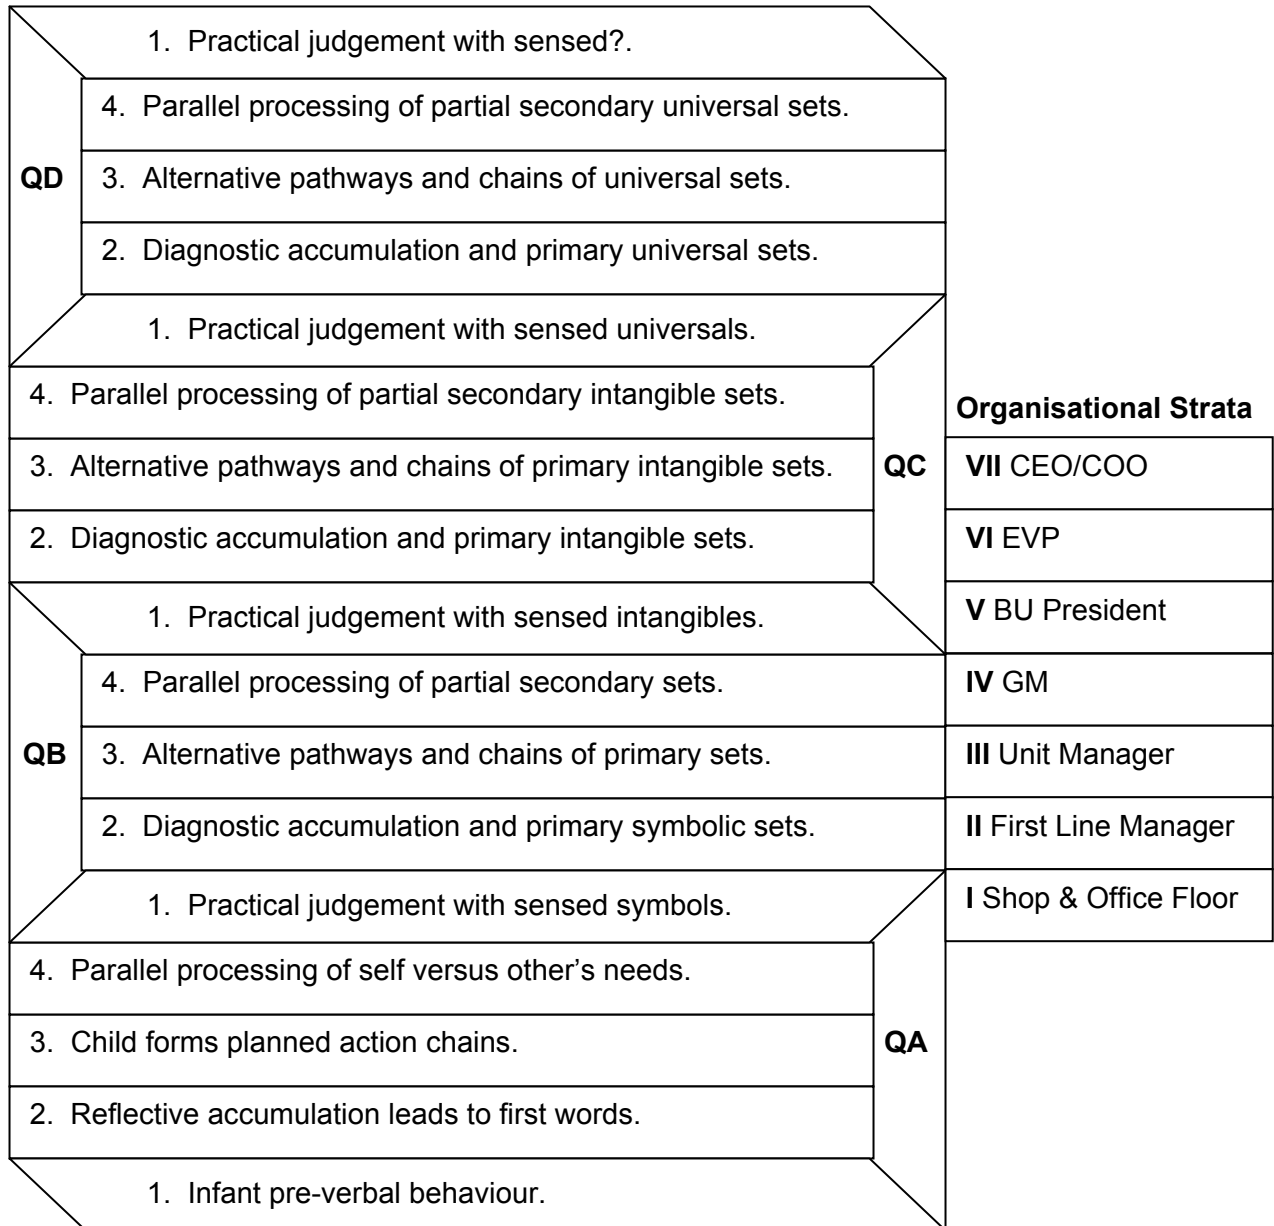 1. Practical judgement with sensed?.
4. Parallel processing of partial secondary universal sets.
QD
3. Alternative pathways and chains of universal sets.
2. Diagnostic accumulation and primary universal sets.
1. Practical judgement with sensed universals.
4. Parallel processing of partial secondary intangible sets.
3. Alternative pathways and chains of primary intangible sets.
QC
2. Diagnostic accumulation and primary intangible sets.
1. Practical judgement with sensed intangibles.
4. Parallel processing of partial secondary sets.
QB
3. Alternative pathways and chains of primary sets.
2. Diagnostic accumulation and primary symbolic sets.
1. Practical judgement with sensed symbols.
4. Parallel processing of self versus other’s needs.
3. Child forms planned action chains.
QA
2. Reflective accumulation leads to first words.
1. Infant pre-verbal behaviour.
Organisational Strata
VII CEO/COO
VI EVP
V BU President
IV GM
III Unit Manager
II First Line Manager
I Shop & Office Floor